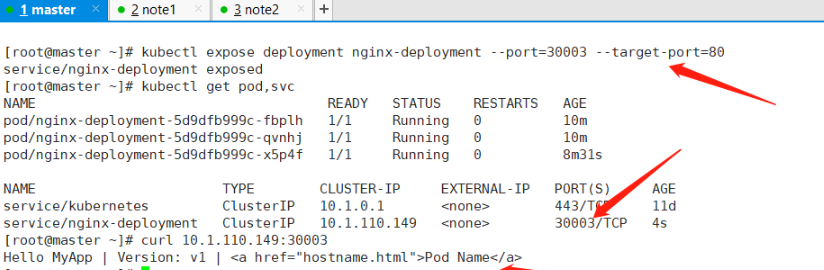 1 master × 2 note1 × 3 note2 × +
[root@master ~]# kubectl expose deployment nginx-deployment --port=30003 --target-port=80
service/nginx-deployment exposed
[root@master ~]# kubectl get pod,svc
NAME READY STATUS RESTARTS AGE
pod/nginx-deployment-5d9dfb999c-fbplh 1/1 Running 0 10m
pod/nginx-deployment-5d9dfb999c-qvnhj 1/1 Running 0 10m
pod/nginx-deployment-5d9dfb999c-x5p4f 1/1 Running 0 8m31s
NAME TYPE CLUSTER-IP EXTERNAL-IP PORT(S) AGE
service/kubernetes ClusterIP 10.1.0.1 <none> 443/TCP 11d
service/nginx-deployment ClusterIP 10.1.110.149 <none> 30003/TCP 4s
[root@master ~]# curl 10.1.110.149:30003
Hello MyApp | Version: v1 | <a href="hostname.html">Pod Name</a>